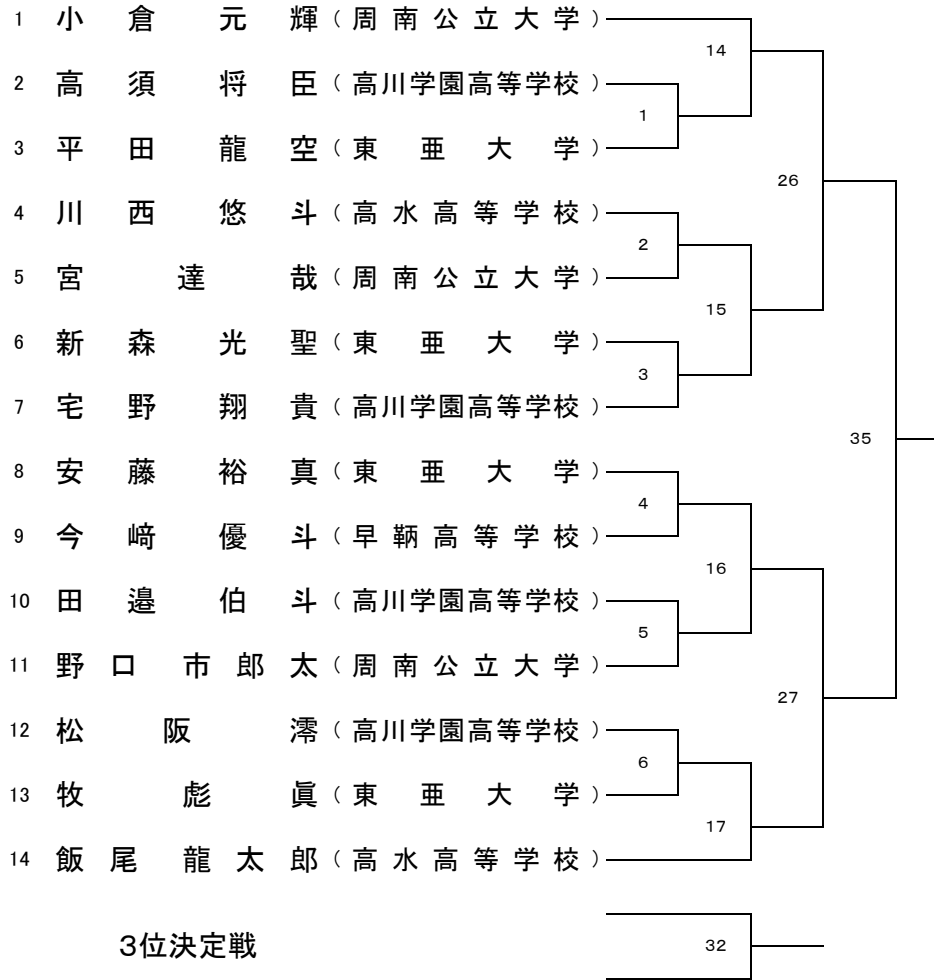 1 小倉元輝(周南公立大学)
14
2 高須将臣(高川学園高等学校)
1
3 平田龍空(東亜大学)
26
4 川西悠斗(高水高等学校)
2
5 宮達哉(周南公立大学)
15
6 新森光聖(東亜大学)
3
7 宅野翔貴(高川学園高等学校)
35
8 安藤裕真(東亜大学)
4
9 今﨑優斗(早鞆高等学校)
16
10 田邉伯斗(高川学園高等学校)
5
11 野口市郎太(周南公立大学)
27
12 松阪澪(高川学園高等学校)
6
13 牧彪眞(東亜大学)
17
14 飯尾龍太郎(高水高等学校)
3位決定戦 32